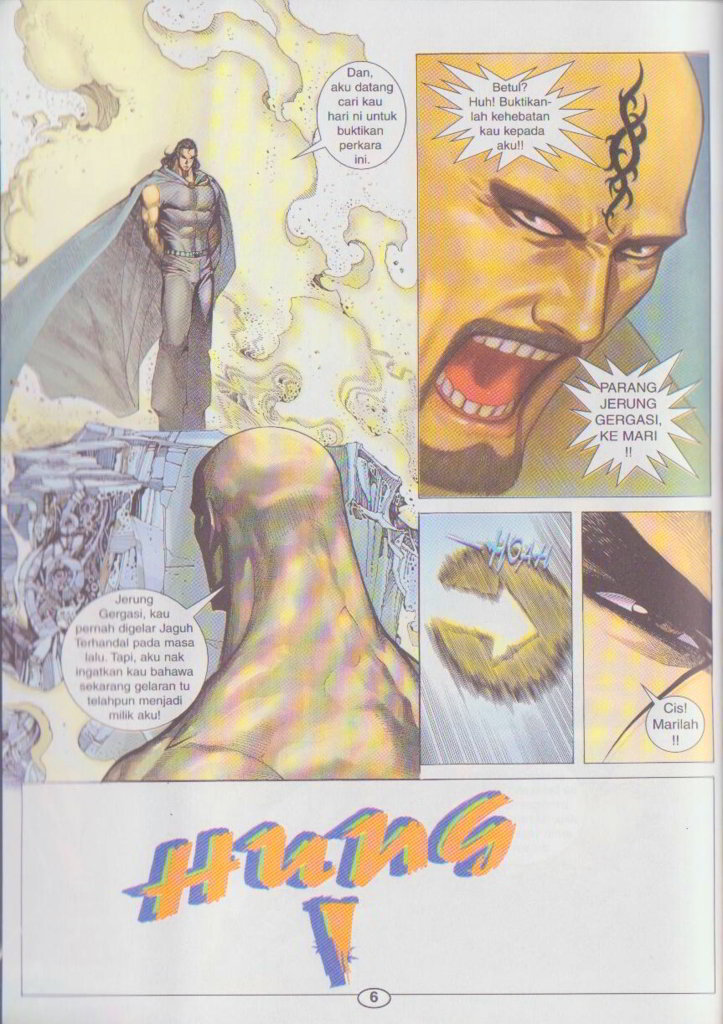 Dan,
aku datang
cari kau
hari ni untuk
buktikan
perkara
ini.
Betul?
Huh! Buktikan-
lah kehebatan
kau kepada
aku!!
PARANG
JERUNG
GERGASI,
KE MARI
!!
Jerung
Gergasi, kau
pernah digelar Jaguh
Terhandal pada masa
lalu. Tapi, aku nak
ingatkan kau bahawa
sekarang gelaran tu
telahpun menjadi
milik aku!
HOAH
Cis!
Marilah
!!
Hung
!
6